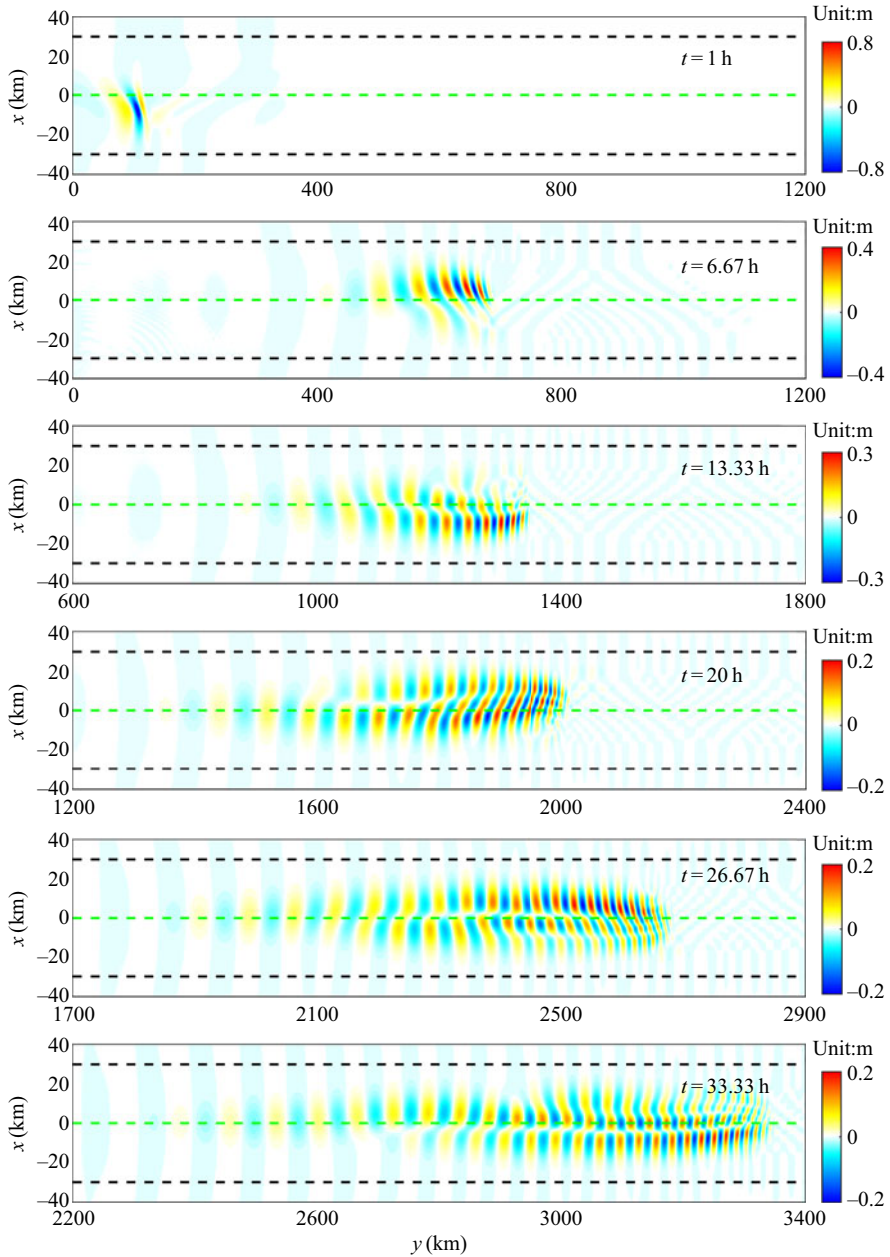 Unit:m
40
20
0
–20
–40
x (km)
t = 1 h
0.8
0
–0.8
0 400 800 1200
Unit:m
40
20
0
–20
–40
x (km)
t = 6.67 h
0.4
0
–0.4
0 400 800 1200
Unit:m
40
20
0
–20
–40
x (km)
t = 13.33 h
0.3
0
–0.3
600 1000 1400 1800
Unit:m
40
20
0
–20
–40
x (km)
t = 20 h
0.2
0
–0.2
1200 1600 2000 2400
Unit:m
40
20
0
–20
–40
x (km)
t = 26.67 h
0.2
0
–0.2
1700 2100 2500 2900
Unit:m
40
20
0
–20
–40
x (km)
t = 33.33 h
0.2
0
–0.2
2200 2600 3000 3400
y (km)